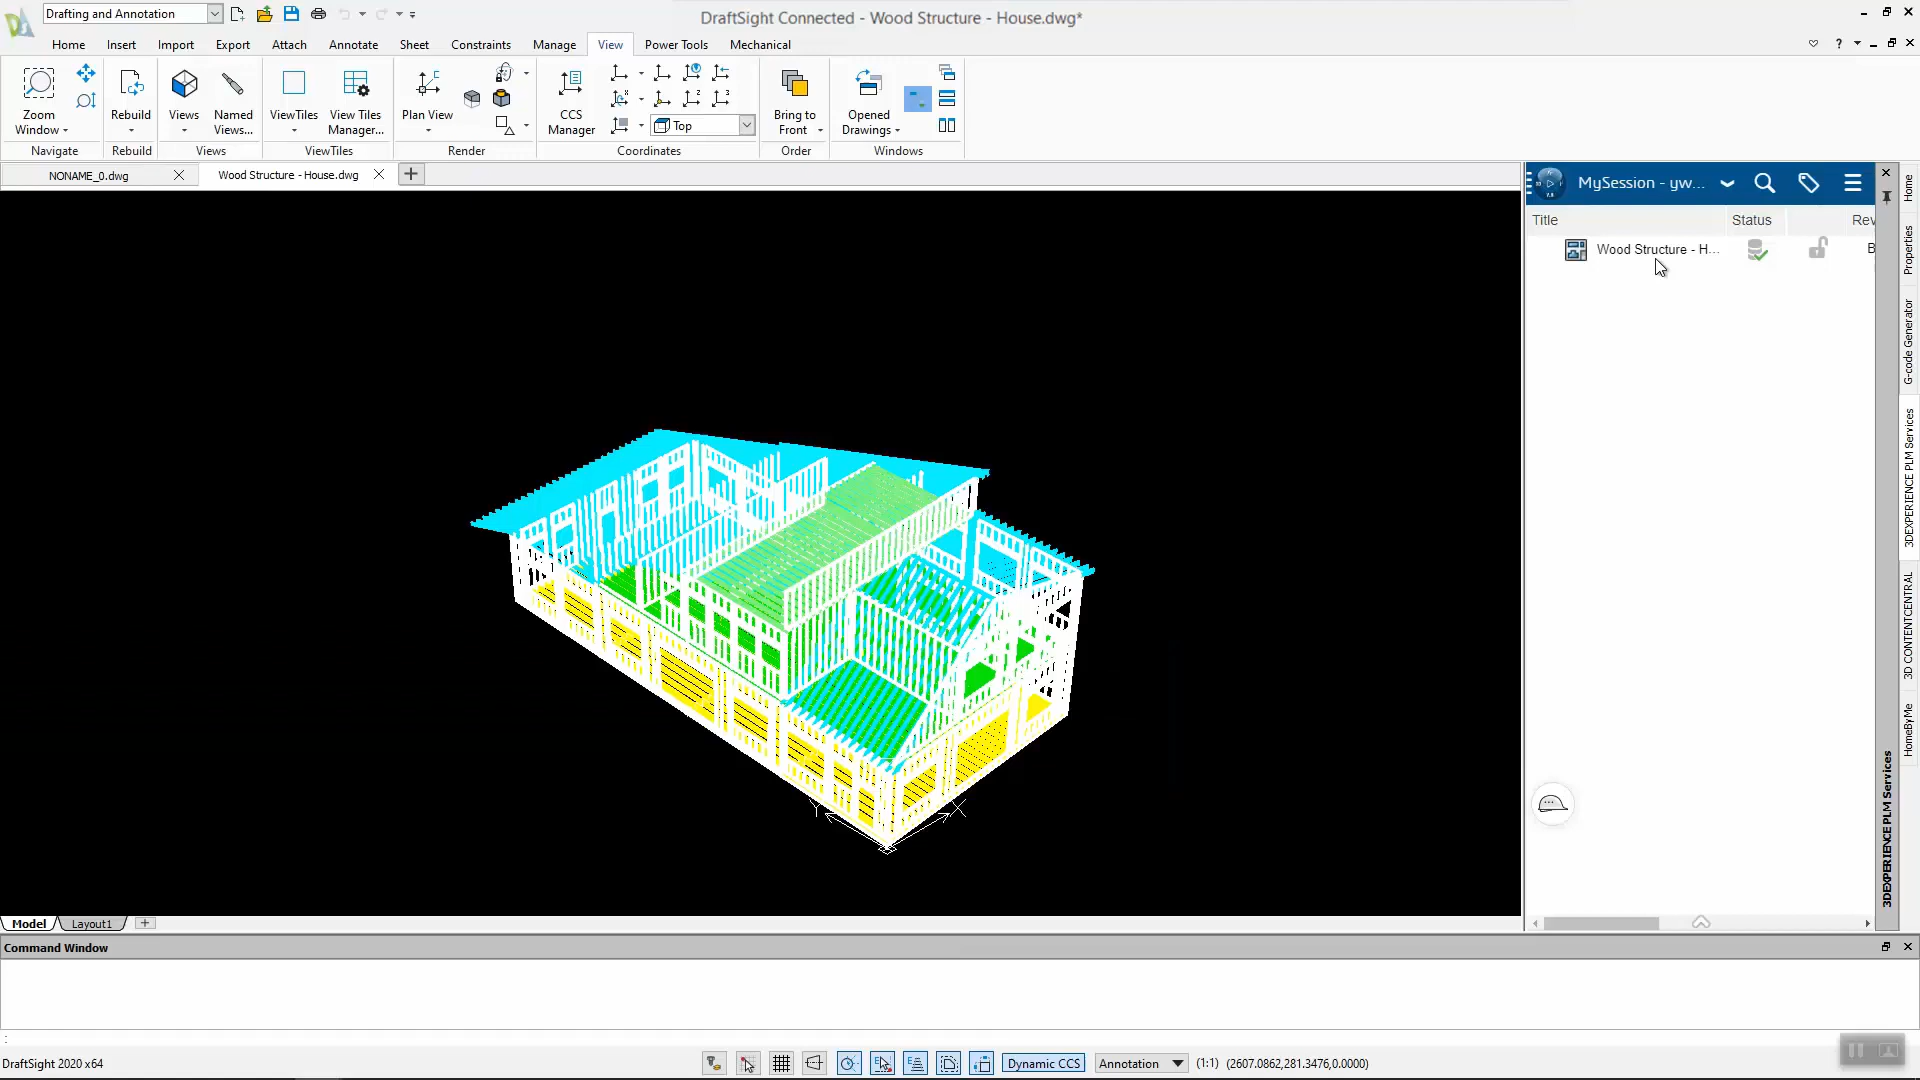 Drafting and Annotation
DraftSight Connected - Wood Structure - House.dwg*
Home Insert Import Export Attach Annotate Sheet Constraints Manage View Power Tools Mechanical
Zoom Window
Rebuild
Views
Named Views...
ViewTiles
View Tiles Manager...
Plan View
CCS Manager
Top
Bring to Front
Opened Drawings
Navigate Rebuild Views ViewTiles Render Coordinates Order Windows
NONAME_0.dwg
Wood Structure - House.dwg
MySession - yw...
Title Status Rev
Wood Structure - H... B
Home
Properties
G-code Generator
3DEXPERIENCE PLM Services
3D CONTENTCENTRAL
HomeByMe
3DEXPERIENCE PLM Services
Y X
Model Layout1
Command Window
:
DraftSight 2020 x64
Dynamic CCS Annotation (1:1) (2607.0862,281.3476,0.0000)